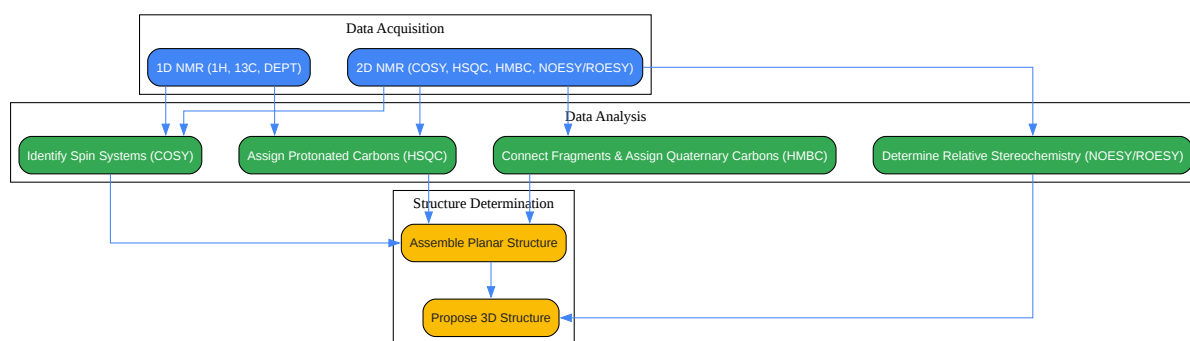 Data Acquisition
1D NMR (1H, 13C, DEPT)
2D NMR (COSY, HSQC, HMBC, NOESY/ROESY)
Data Analysis
Identify Spin Systems (COSY)
Assign Protonated Carbons (HSQC)
Connect Fragments & Assign Quaternary Carbons (HMBC)
Determine Relative Stereochemistry (NOESY/ROESY)
Structure Determination
Assemble Planar Structure
Propose 3D Structure